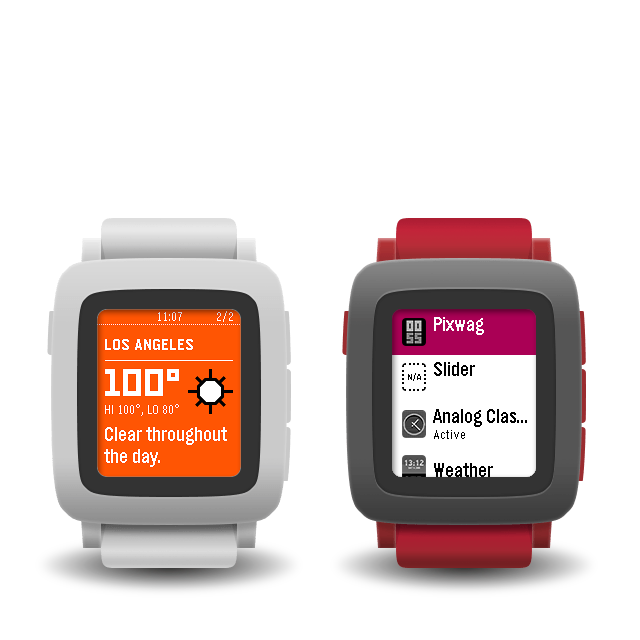 11:07 2/2
LOS ANGELES
100°
HI 100°, LO 80°
Clear throughout
the day.
Pixwag
N/A Slider
Analog Clas...
Active
13:12 Weather